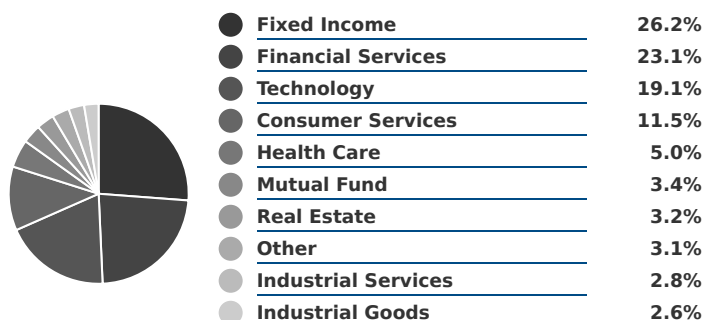 Fixed Income 26.2%
Financial Services 23.1%
Technology 19.1%
Consumer Services 11.5%
Health Care 5.0%
Mutual Fund 3.4%
Real Estate 3.2%
Other 3.1%
Industrial Services 2.8%
Industrial Goods 2.6%